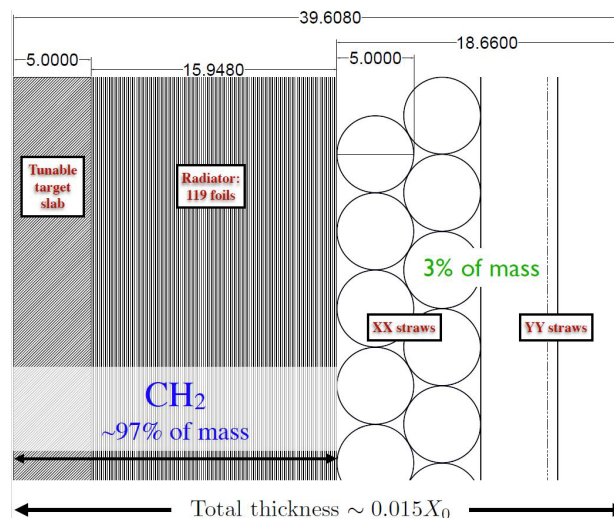 39.6080
18.6600
5.0000
15.9480
5.0000
Tunable
target
slab
Radiator:
119 foils
3% of mass
XX straws
YY straws
CH₂
~97% of mass
Total thickness ∼ 0.015X₀